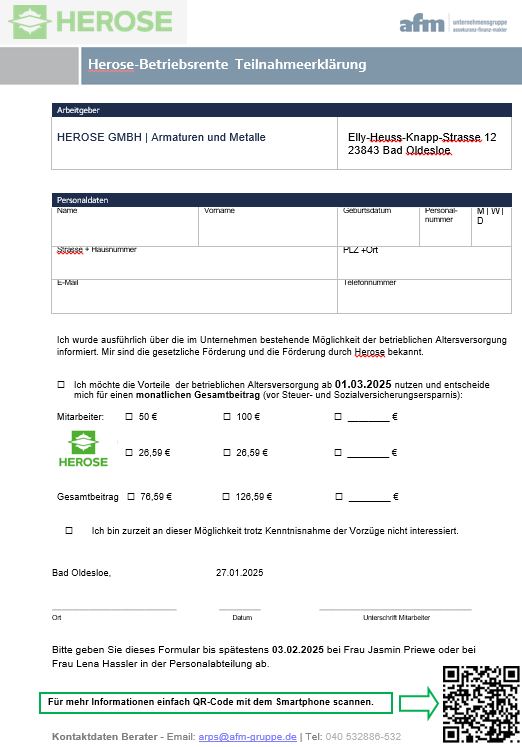 HEROSE
afm unternehmensgruppe
assekuranz-finanz-makler
Herose-Betriebsrente Teilnahmeerklärung
Arbeitgeber
HEROSE GMBH | Armaturen und Metalle
Elly-Heuss-Knapp-Strasse 12
23843 Bad Oldesloe
Personaldaten
Name Vorname Geburtsdatum Personal-
nummer M | W |
D
Strasse + Hausnummer PLZ +Ort
E-Mail Telefonnummer
Ich wurde ausführlich über die im Unternehmen bestehende Möglichkeit der betrieblichen Altersversorgung
informiert. Mir sind die gesetzliche Förderung und die Förderung durch Herose bekannt.
☐ Ich möchte die Vorteile der betrieblichen Altersversorgung ab 01.03.2025 nutzen und entscheide
mich für einen monatlichen Gesamtbeitrag (vor Steuer- und Sozialversicherungsersparnis):
Mitarbeiter: ☐ 50 € ☐ 100 € ☐ ________ €
HEROSE ☐ 26,59 € ☐ 26,59 € ☐ ________ €
Gesamtbeitrag ☐ 76,59 € ☐ 126,59 € ☐ ________ €
☐ Ich bin zurzeit an dieser Möglichkeit trotz Kenntnisnahme der Vorzüge nicht interessiert.
Bad Oldesloe, 27.01.2025
Ort Datum Unterschrift Mitarbeiter
Bitte geben Sie dieses Formular bis spätestens 03.02.2025 bei Frau Jasmin Priewe oder bei
Frau Lena Hassler in der Personalabteilung ab.
Für mehr Informationen einfach QR-Code mit dem Smartphone scannen.
Kontaktdaten Berater - Email: arps@afm-gruppe.de | Tel: 040 532886-532